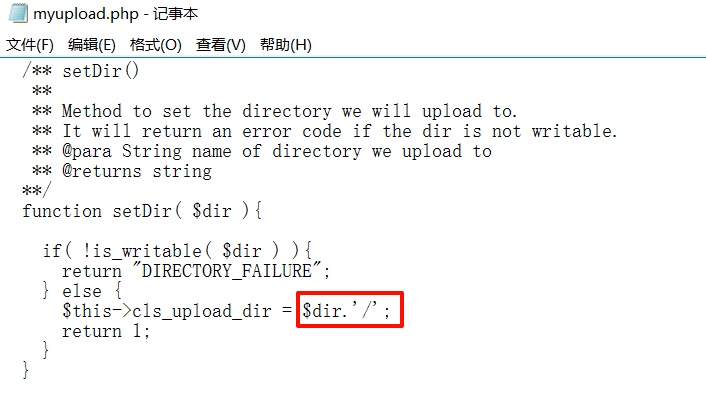 myupload.php - 记事本
文件(F) 编辑(E) 格式(O) 查看(V) 帮助(H)
/** setDir()
**
** Method to set the directory we will upload to.
** It will return an error code if the dir is not writable.
** @para String name of directory we upload to
** @returns string
**/
function setDir( $dir ){
if( !is_writable( $dir ) ){
return "DIRECTORY_FAILURE";
} else {
$this->cls_upload_dir = $dir.'/';
return 1;
}
}